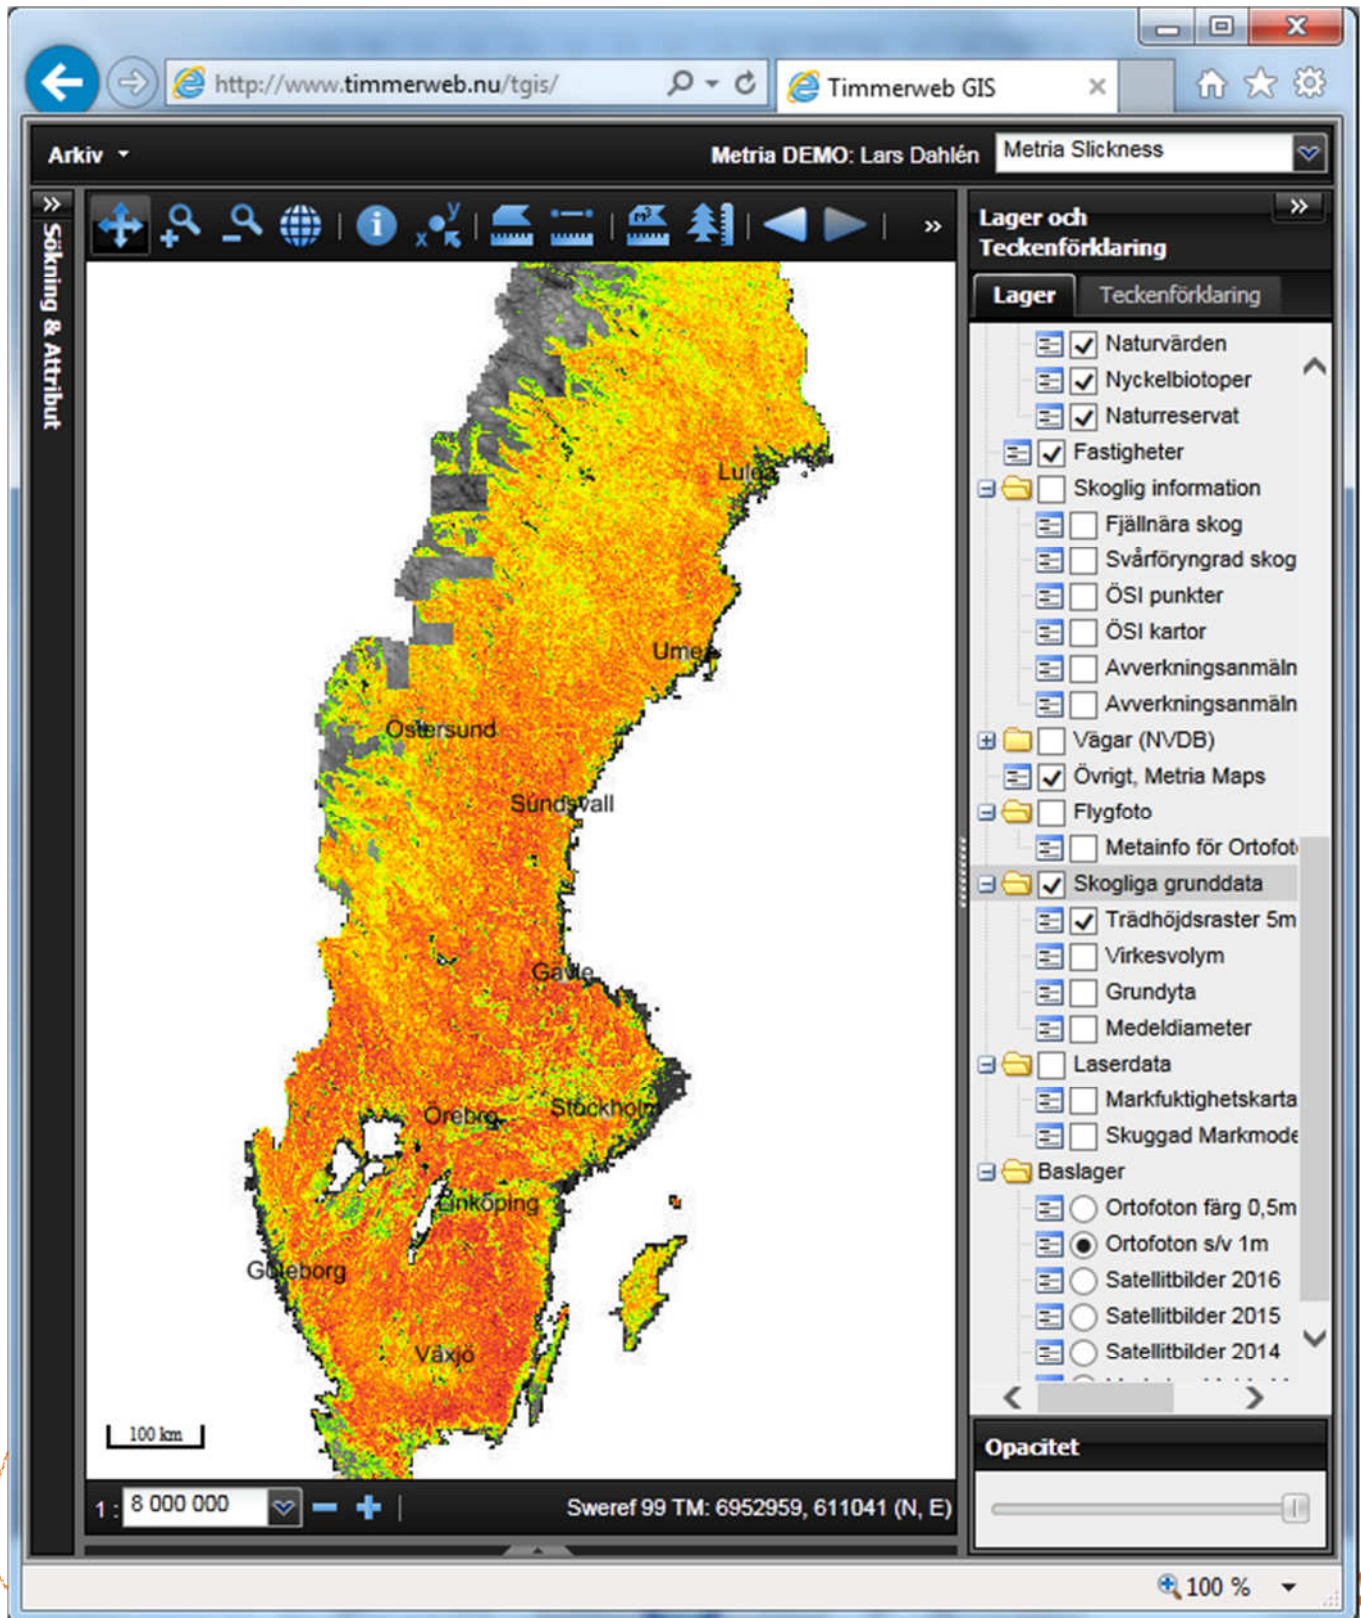 http://www.timmerweb.nu/tgis/
Timmerweb GIS
Arkiv
Metria DEMO: Lars Dahlén
Metria Slickness
Sökning & Attribut
Lager och
Teckenförklaring
Lager
Teckenförklaring
Naturvärden
Nyckelbiotoper
Naturreservat
Fastigheter
Skoglig information
Fjällnära skog
Svårföryngrad skog
ÖSI punkter
ÖSI kartor
Avverkningsanmäln
Avverkningsanmäln
Vägar (NVDB)
Övrigt, Metria Maps
Flygfoto
Metainfo för Ortofot
Skogliga grunddata
Trädhöjdsraster 5m
Virkesvolym
Grundyta
Medeldiameter
Laserdata
Markfuktighetskarta
Skuggad Markmode
Baslager
Ortofoton färg 0,5m
Ortofoton s/v 1m
Satellitbilder 2016
Satellitbilder 2015
Satellitbilder 2014
Luleå
Umeå
Östersund
Sundsvall
Gävle
Örebro
Stockholm
Linköping
Göteborg
Växjö
100 km
Opacitet
1 : 8 000 000
Sweref 99 TM: 6952959, 611041 (N, E)
100 %